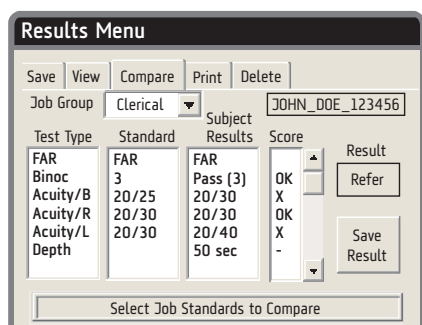 Results Menu
Save View Compare Print Delete
Job Group Clerical JOHN_DOE_123456
Test Type Standard Subject Results Score Result
FAR FAR FAR
Binoc 3 Pass (3) OK Refer
Acuity/B 20/25 20/30 X
Acuity/R 20/30 20/30 OK
Acuity/L 20/30 20/40 X Save
Depth 50 sec - Result
Select Job Standards to Compare